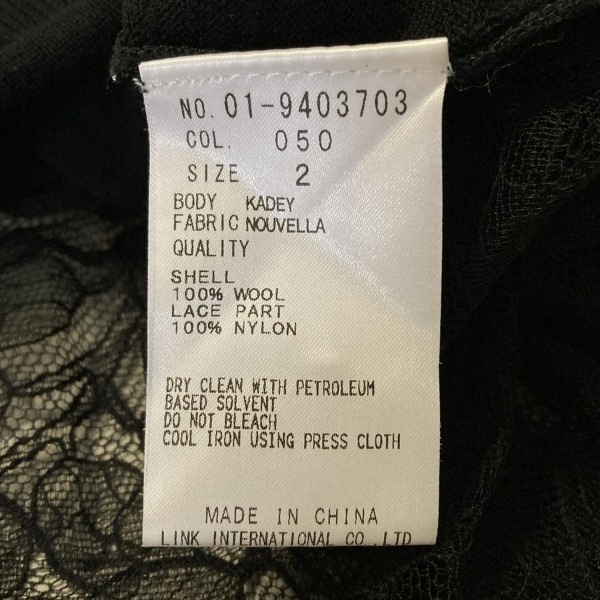 NO. 01-9403703
COL. 050
SIZE 2
BODY KADEY
FABRIC NOUVELLA
QUALITY
SHELL
100% WOOL
LACE PART
100% NYLON
DRY CLEAN WITH PETROLEUM
BASED SOLVENT
DO NOT BLEACH
COOL IRON USING PRESS CLOTH
MADE IN CHINA
LINK INTERNATIONAL CO.,LTD